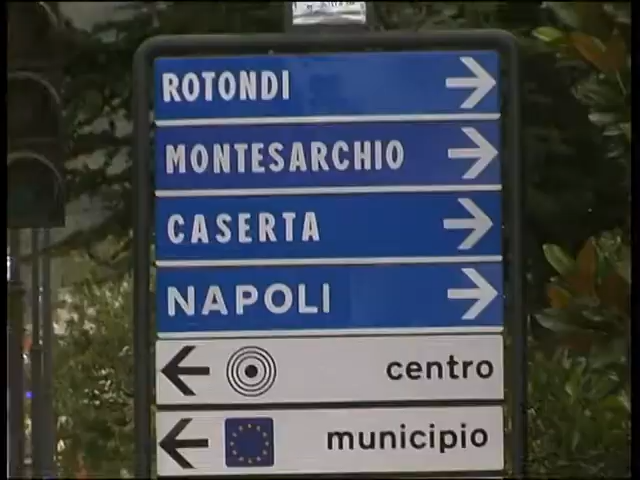 ROTONDI
MONTESARCHIO
CASERTA
NAPOLI
centro
municipio